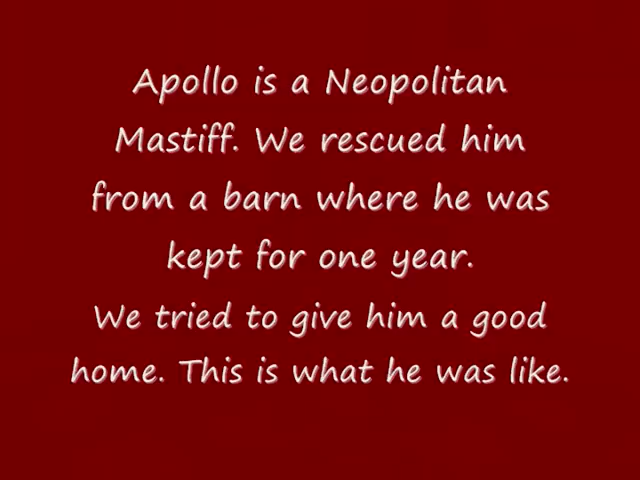 Apollo is a Neopolitan
Mastiff. We rescued him
from a barn where he was
kept for one year.
We tried to give him a good
home. This is what he was like.